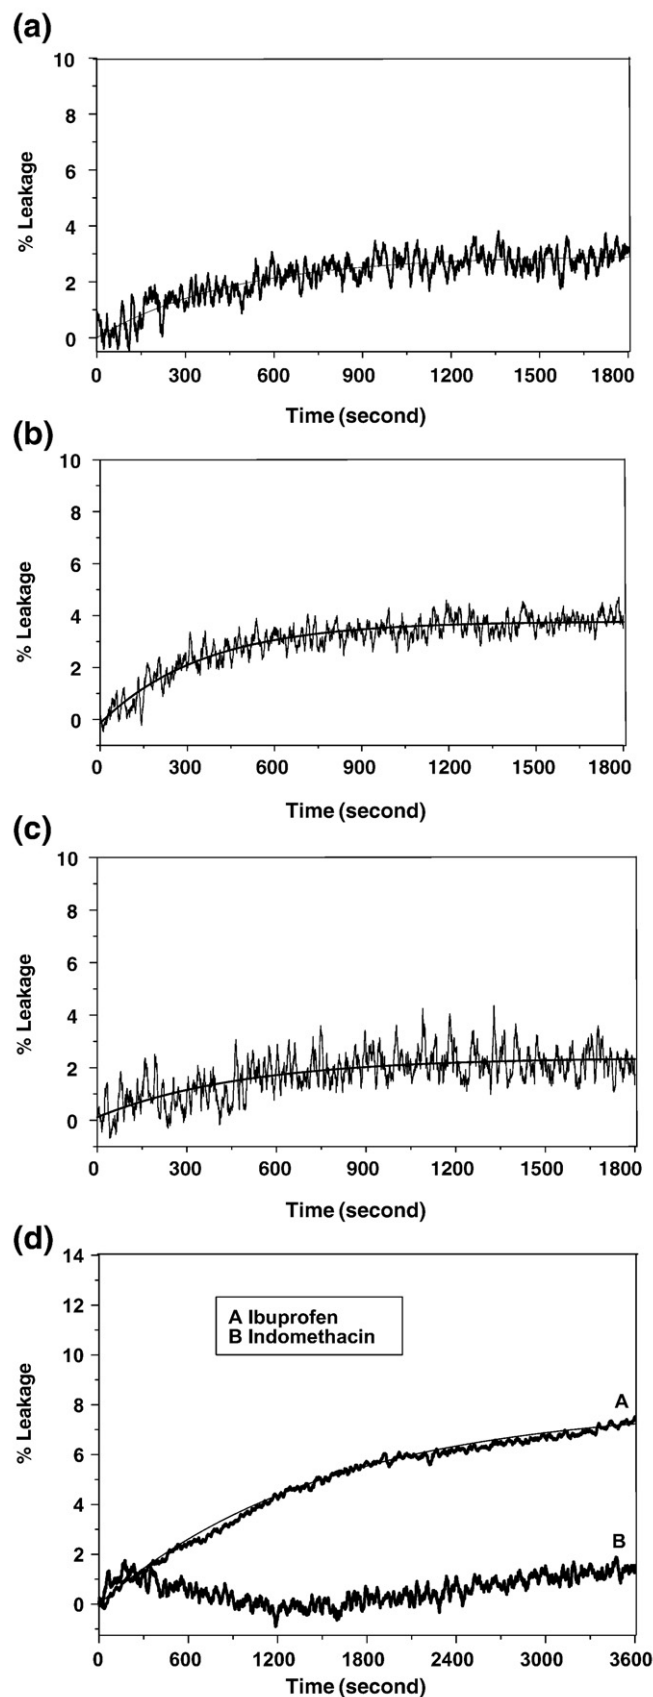 (a)
10
8
6
4
2
0
% Leakage
0 300 600 900 1200 1500 1800
Time (second)
(b)
10
8
6
4
2
0
% Leakage
0 300 600 900 1200 1500 1800
Time (second)
(c)
10
8
6
4
2
0
% Leakage
0 300 600 900 1200 1500 1800
Time (second)
(d)
14
12
10
8
6
4
2
0
% Leakage
A Ibuprofen
B Indomethacin
A
B
0 600 1200 1800 2400 3000 3600
Time (second)